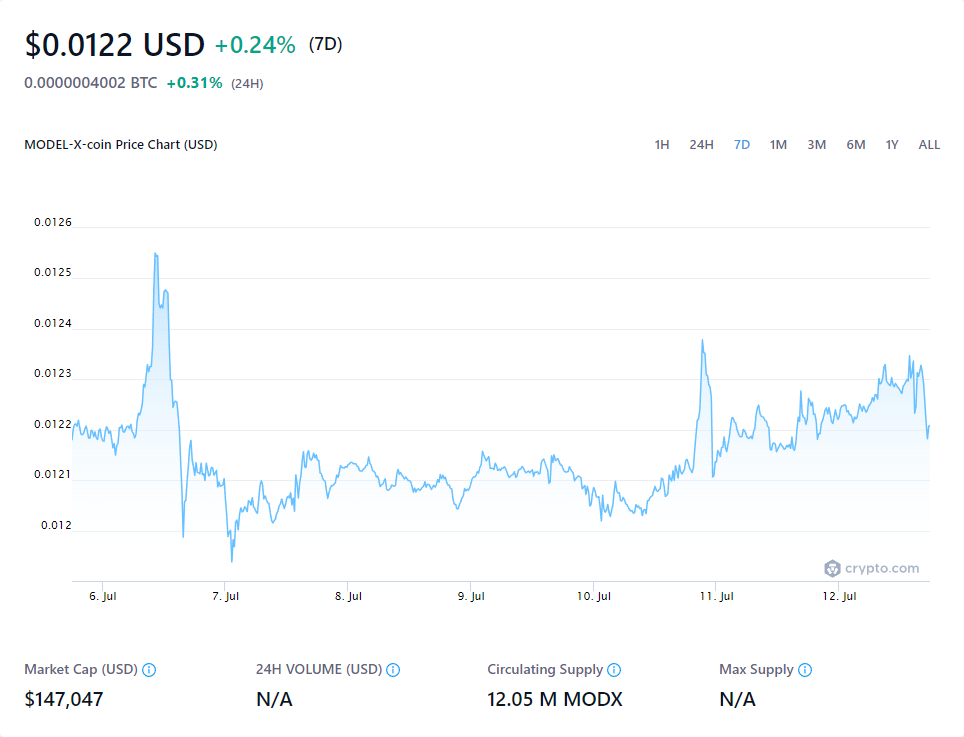 $0.0122 USD +0.24% (7D)
0.0000004002 BTC +0.31% (24H)
MODEL-X-coin Price Chart (USD) 1H 24H 7D 1M 3M 6M 1Y ALL
0.0126
0.0125
0.0124
0.0123
0.0122
0.0121
0.012
crypto.com
6. Jul 7. Jul 8. Jul 9. Jul 10. Jul 11. Jul 12. Jul
Market Cap (USD) 24H VOLUME (USD) Circulating Supply Max Supply
$147,047 N/A 12.05 M MODX N/A